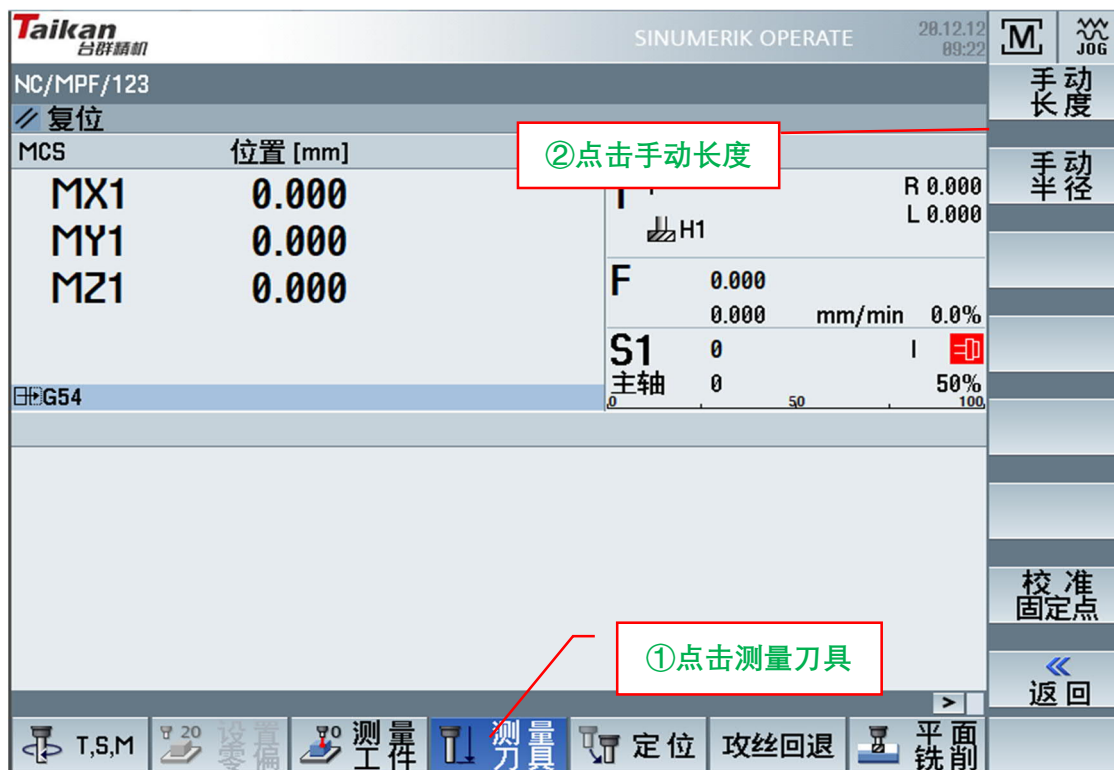 Taikan
台群精机
SINUMERIK OPERATE
20.12.12
09:22
M
JOG
NC/MPF/123
复位
MCS 位置 [mm]
MX1 0.000
MY1 0.000
MZ1 0.000
G54
②点击手动长度
T
R 0.000
L 0.000
H1
F 0.000
0.000 mm/min 0.0%
S1 0 I
主轴 0 50%
0 50 100
①点击测量刀具
手动
长度
手动
半径
校准
固定点
«
返回
>
T,S,M
20 设置
零偏
0 测量
工件
测量
刀具
定位
攻丝回退
平面
铣削